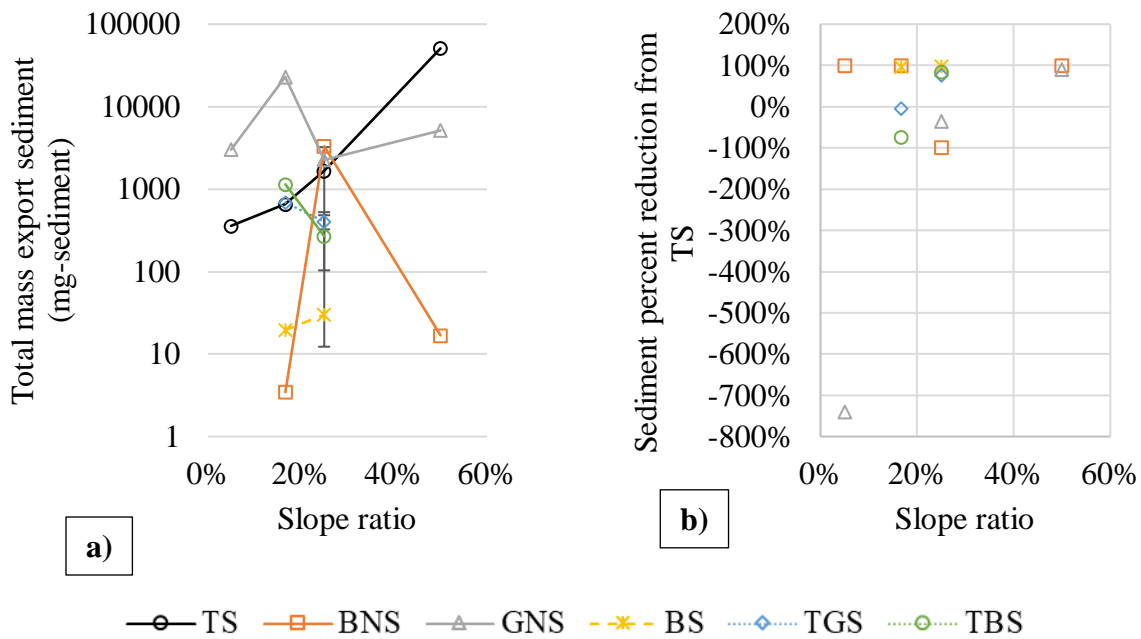 Total mass export sediment
(mg-sediment)
100000
10000
1000
100
10
1
0%
20%
40%
60%
Slope ratio
a)
Sediment percent reduction from
TS
200%
100%
0%
-100%
-200%
-300%
-400%
-500%
-600%
-700%
-800%
0%
20%
40%
60%
Slope ratio
b)
TS
BNS
GNS
BS
TGS
TBS